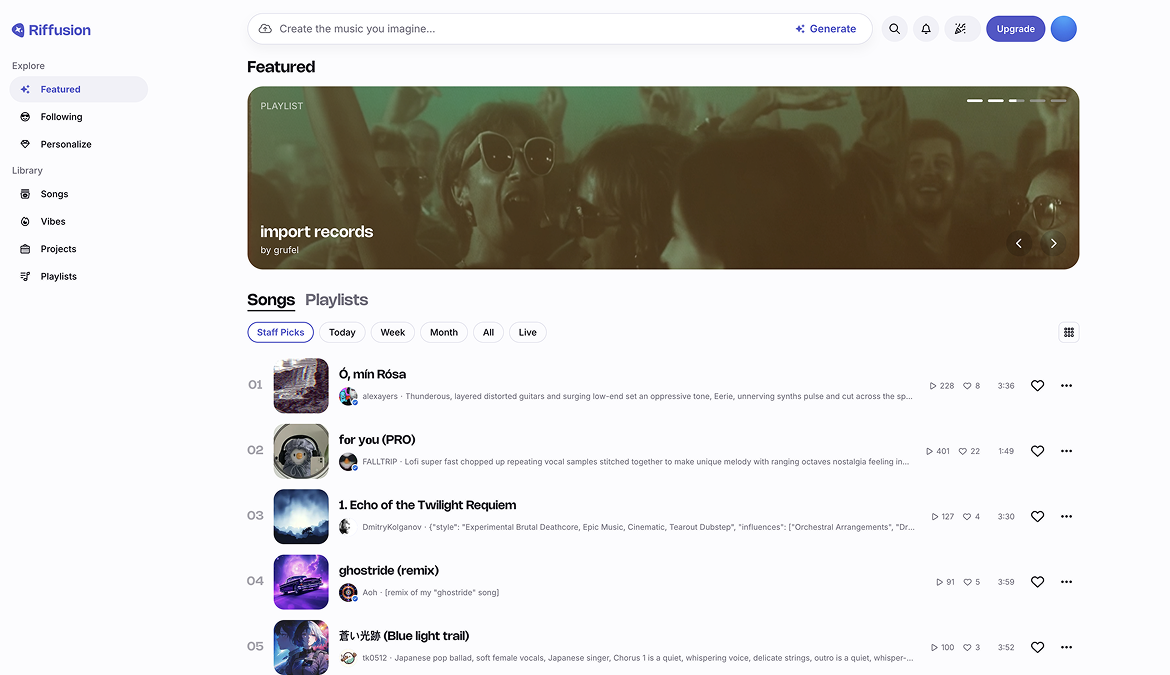 Riffusion
Create the music you imagine...
Generate
Upgrade
Explore
Featured
Following
Personalize
Library
Songs
Vibes
Projects
Playlists
Featured
PLAYLIST
import records
by grufel
Songs Playlists
Staff Picks Today Week Month All Live
01
Ó, mín Rósa
alexayers · Thunderous, layered distorted guitars and surging low-end set an oppressive tone, Eerie, unnerving synths pulse and cut across the sp...
228 8 3:36
02
før yøu (PRO)
FALLTRIP · Lofi super fast chopped up repeating vocal samples stitched together to make unique melody with ranging octaves nostalgia feeling in...
401 22 1:49
03
1. Echo of the Twilight Requiem
DmitryKolganov · {"style": "Experimental Brutal Deathcore, Epic Music, Cinematic, Tearout Dubstep", "influences": ["Orchestral Arrangements", "Dr...
127 4 3:30
04
ghostride (remix)
Aoh · [remix of my "ghostride" song]
91 5 3:59
05
蒼い光跡 (Blue light trail)
tk0512 · Japanese pop ballad, soft female vocals, Japanese singer, Chorus 1 is a quiet, whispering voice, delicate strings, outro is a quiet, whisper-...
100 3 3:52